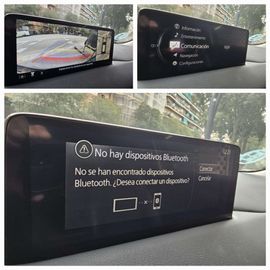 Información
Entretenimiento
Comunicación
Navegación
Configuraciones
No hay dispositivos Bluetooth
No se han encontrado dispositivos
Bluetooth. ¿Desea conectar un dispositivo?
Conectar
Cancelar